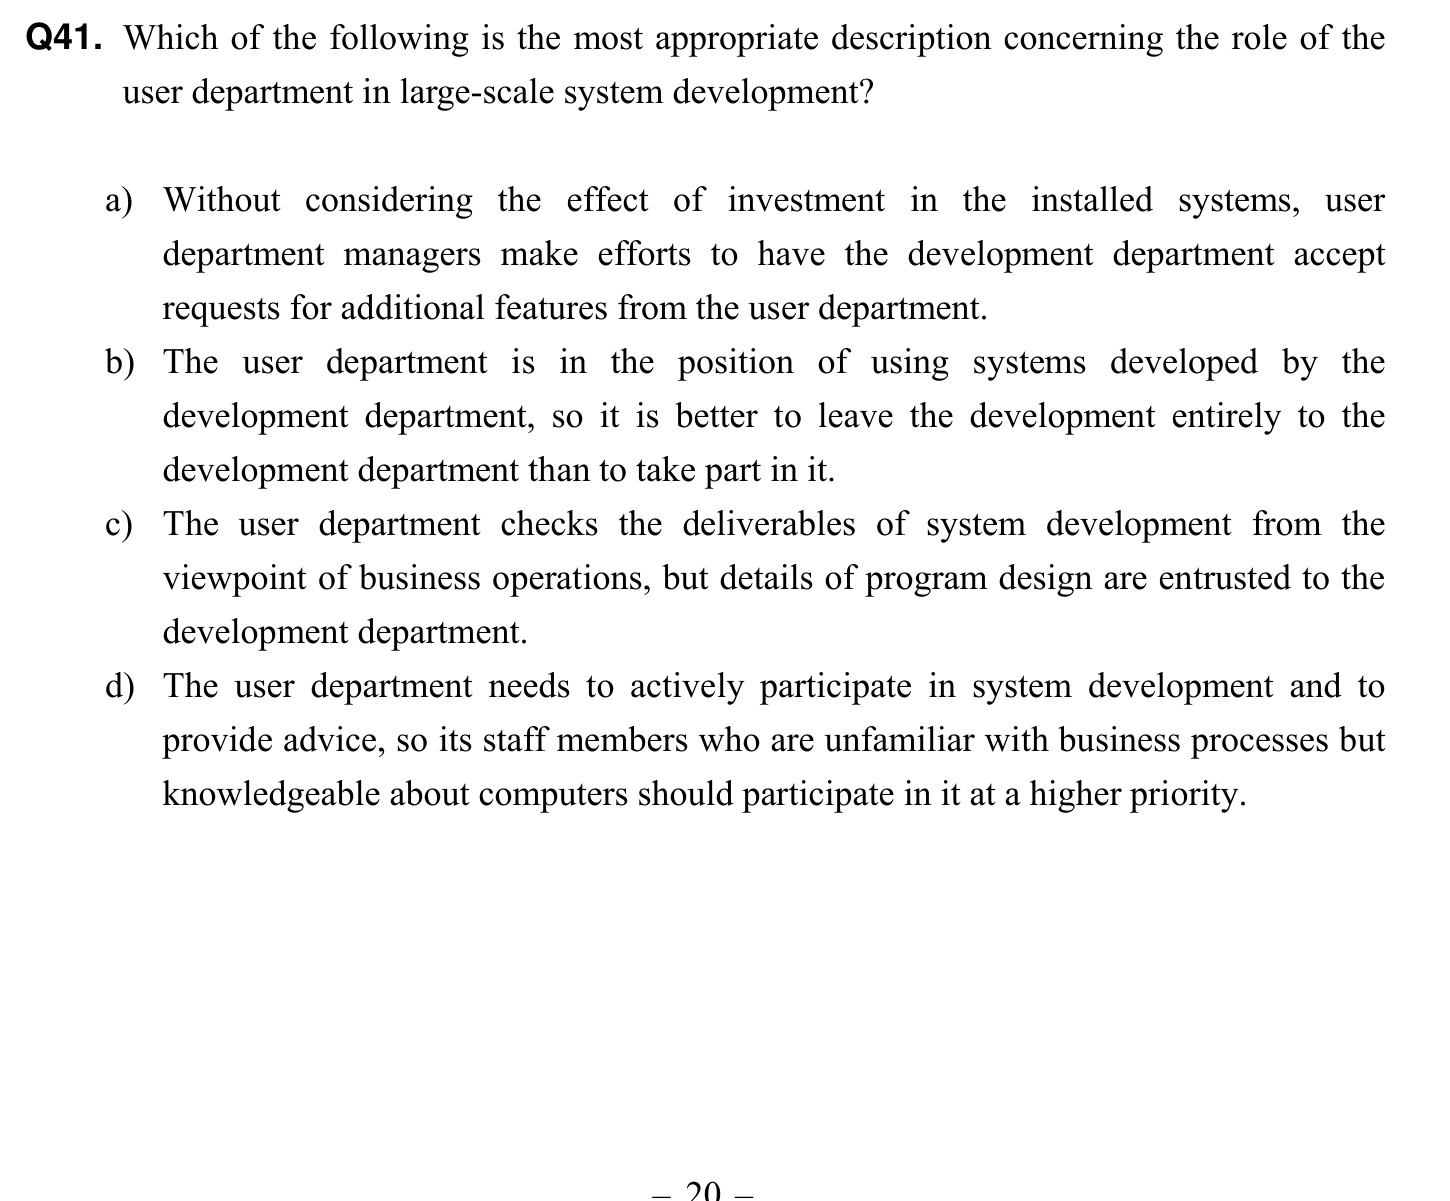 Q41. Which of the following is the most appropriate description concerning the role of the
user department in large-scale system development?
a) Without considering the effect of investment in the installed systems, user
department managers make efforts to have the development department accept
requests for additional features from the user department.
b) The user department is in the position of using systems developed by the
development department, so it is better to leave the development entirely to the
development department than to take part in it.
c) The user department checks the deliverables of system development from the
viewpoint of business operations, but details of program design are entrusted to the
development department.
d) The user department needs to actively participate in system development and to
provide advice, so its staff members who are unfamiliar with business processes but
knowledgeable about computers should participate in it at a higher priority.
– 20 –